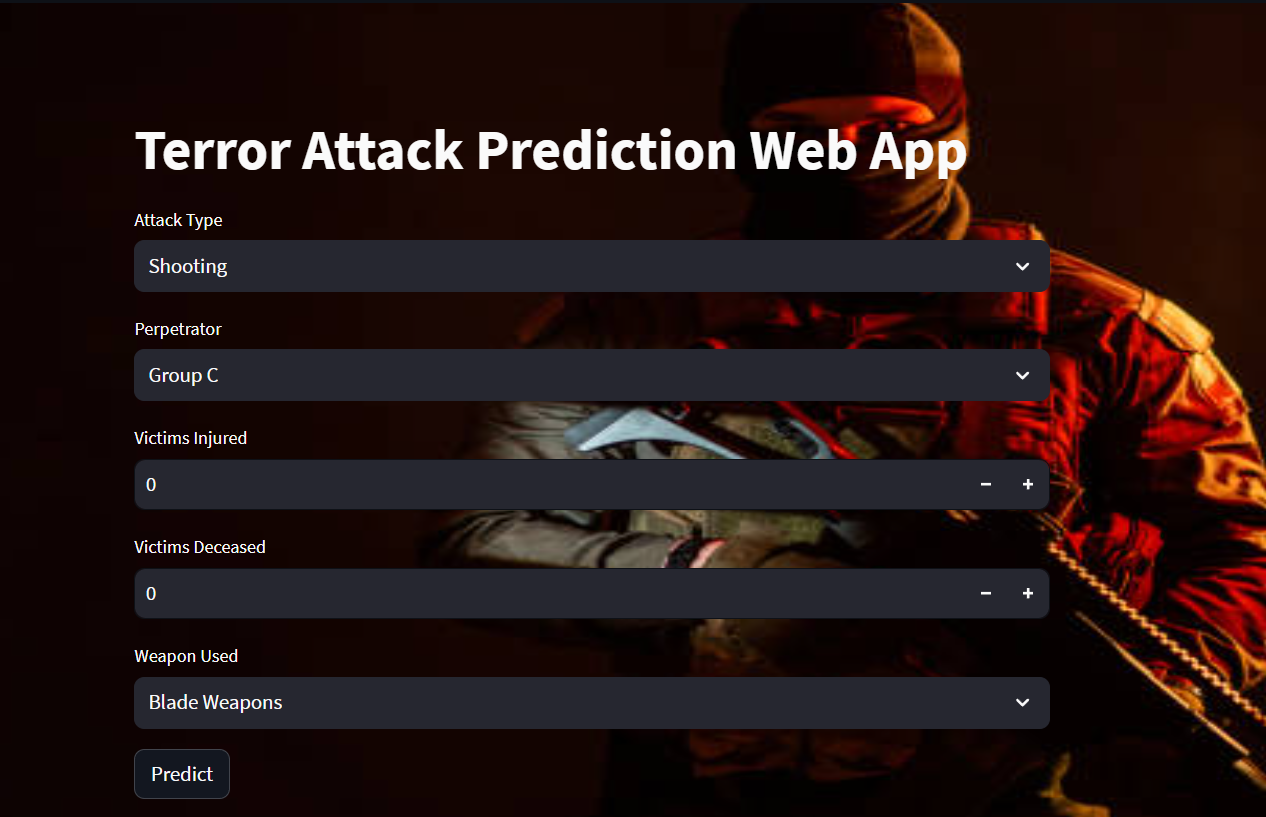 Terror Attack Prediction Web App
Attack Type
Shooting
Perpetrator
Group C
Victims Injured
0
Victims Deceased
0
Weapon Used
Blade Weapons
Predict